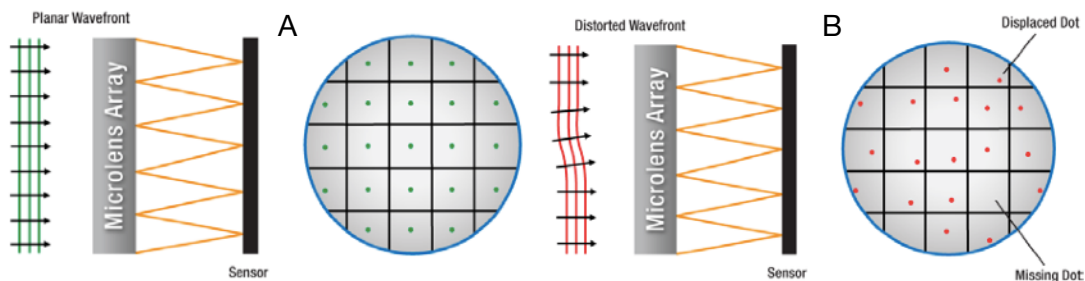 Planar Wavefront
Microlens Array
Sensor
A
Distorted Wavefront
Microlens Array
Sensor
B
Displaced Dot
Missing Dot